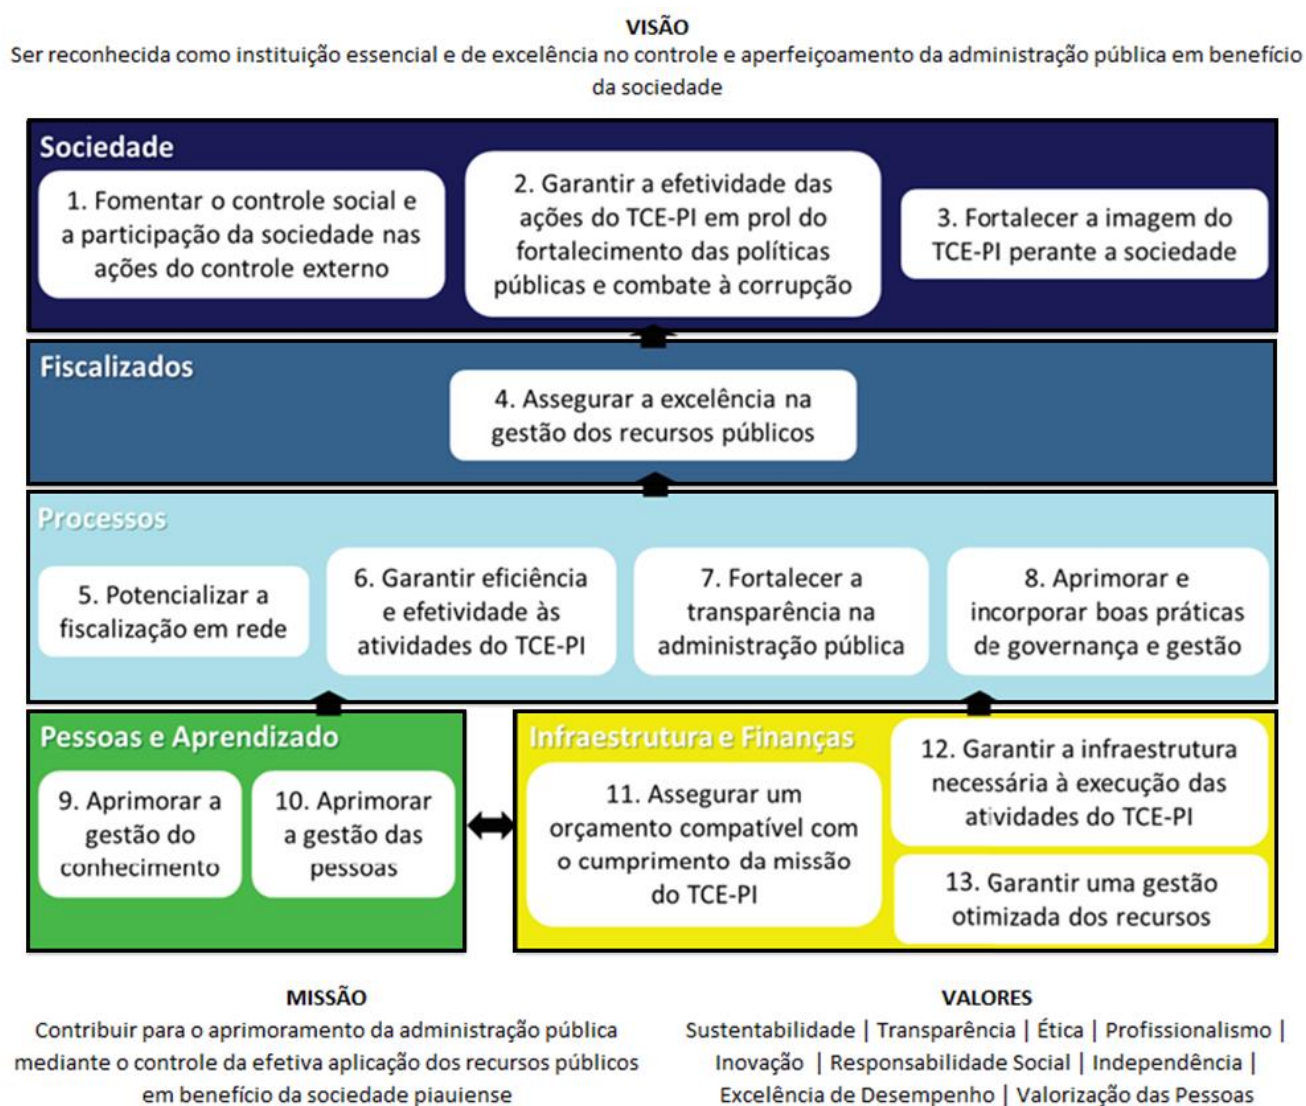 VISÃO
Ser reconhecida como instituição essencial e de excelência no controle e aperfeiçoamento da administração pública em benefício
da sociedade
Sociedade
1. Fomentar o controle social e
a participação da sociedade nas
ações do controle externo
2. Garantir a efetividade das
ações do TCE-PI em prol do
fortalecimento das políticas
públicas e combate à corrupção
3. Fortalecer a imagem do
TCE-PI perante a sociedade
Fiscalizados
4. Assegurar a excelência na
gestão dos recursos públicos
Processos
5. Potencializar a
fiscalização em rede
6. Garantir eficiência
e efetividade às
atividades do TCE-PI
7. Fortalecer a
transparência na
administração pública
8. Aprimorar e
incorporar boas práticas
de governança e gestão
Pessoas e Aprendizado
9. Aprimorar a
gestão do
conhecimento
10. Aprimorar
a gestão das
pessoas
Infraestrutura e Finanças
11. Assegurar um
orçamento compatível com
o cumprimento da missão
do TCE-PI
12. Garantir a infraestrutura
necessária à execução das
atividades do TCE-PI
13. Garantir uma gestão
otimizada dos recursos
MISSÃO
Contribuir para o aprimoramento da administração pública
mediante o controle da efetiva aplicação dos recursos públicos
em benefício da sociedade piauiense
VALORES
Sustentabilidade | Transparência | Ética | Profissionalismo |
Inovação | Responsabilidade Social | Independência |
Excelência de Desempenho | Valorização das Pessoas